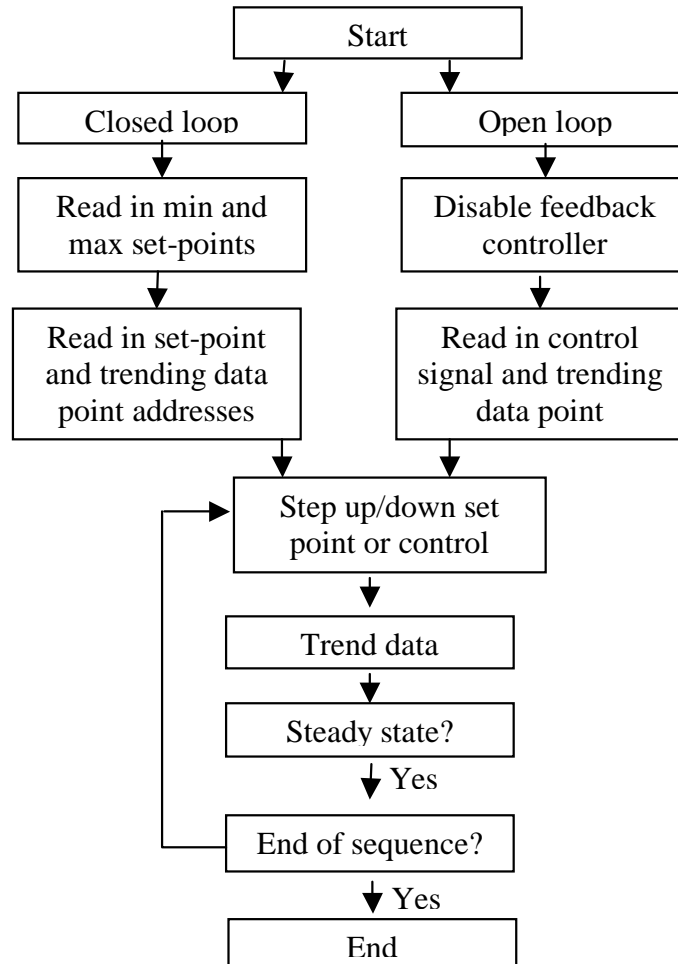 Start
Closed loop
Open loop
Read in min and
max set-points
Disable feedback
controller
Read in set-point
and trending data
point addresses
Read in control
signal and trending
data point
Step up/down set
point or control
Trend data
Steady state?
Yes
End of sequence?
Yes
End